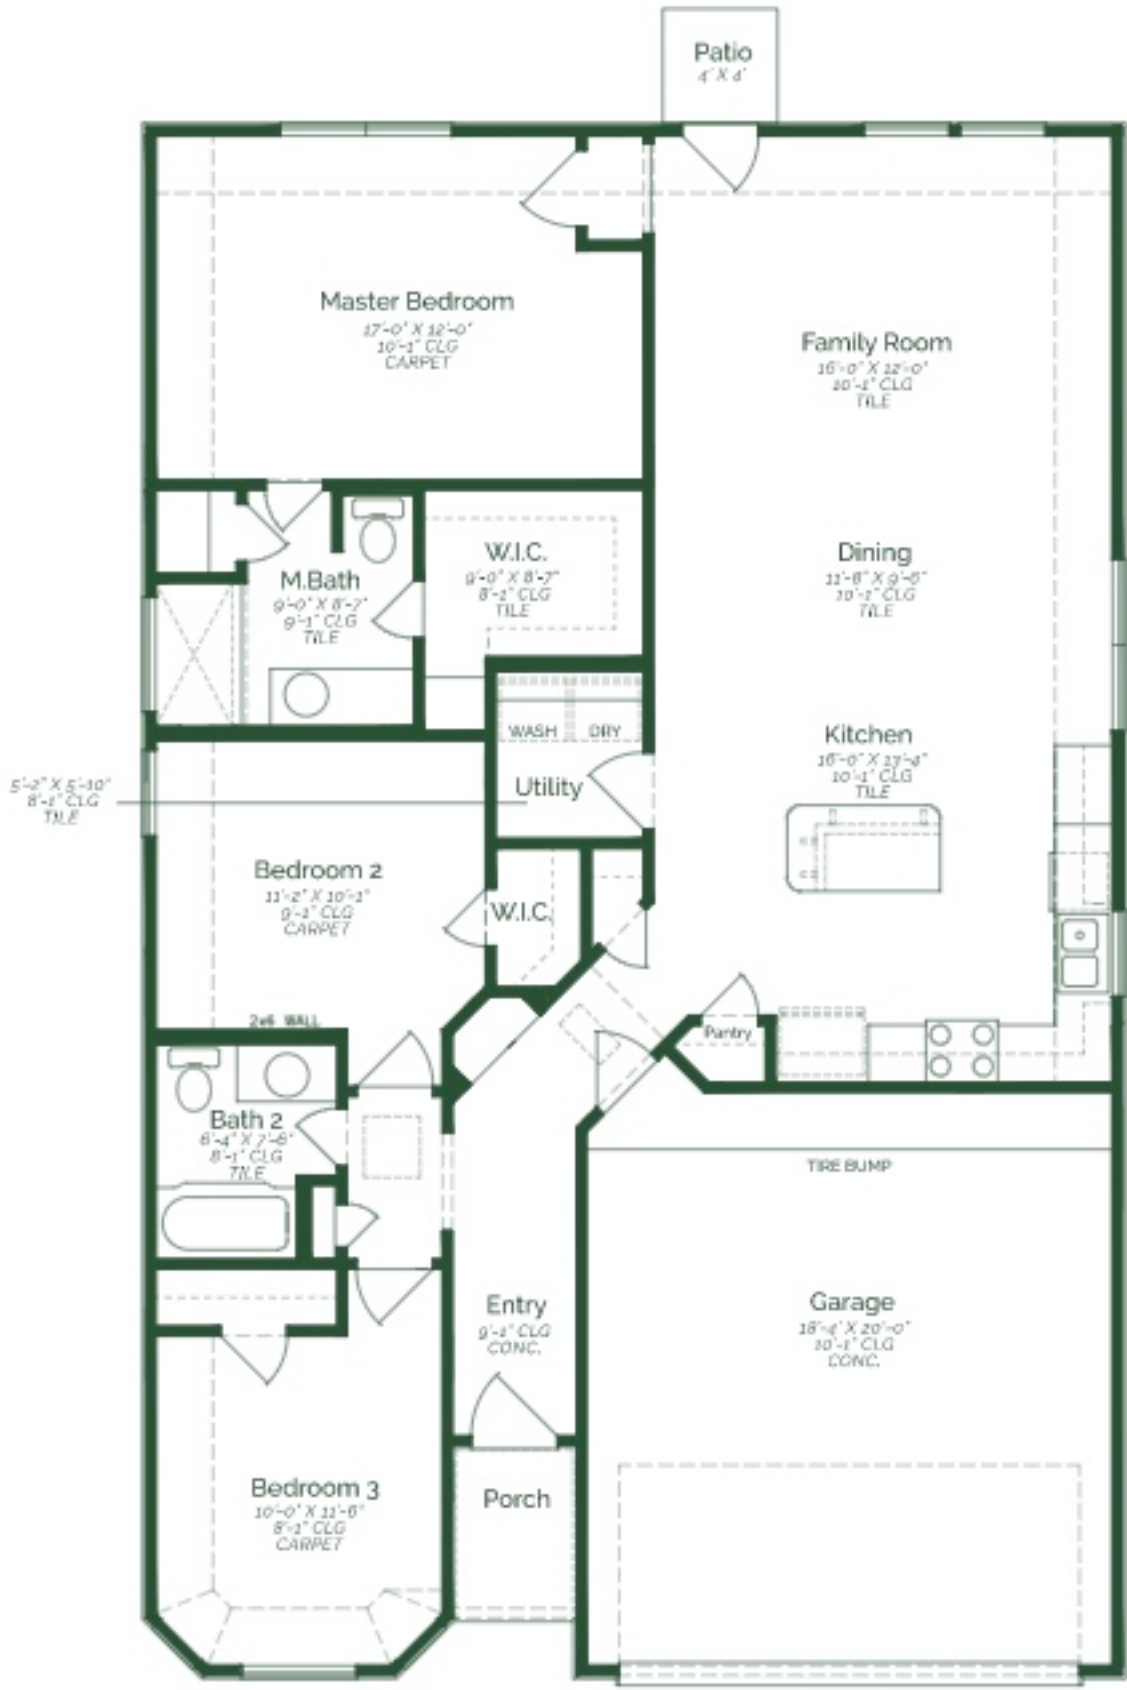 Patio
4' X 4'
Master Bedroom
17'-0" X 12'-0"
10'-1" CLG
CARPET
Family Room
16'-0" X 12'-0"
10'-1" CLG
TILE
W.I.C.
9'-0" X 8'-7"
8'-1" CLG
TILE
Dining
11'-8" X 9'-6"
10'-1" CLG
TILE
M.Bath
9'-0" X 8'-7"
9'-1" CLG
TILE
WASH DRY
Utility
5'-2" X 5'-10"
8'-1" CLG
TILE
Kitchen
16'-0" X 13'-4"
10'-1" CLG
TILE
Bedroom 2
11'-2" X 10'-1"
9'-1" CLG
CARPET
W.I.C.
2x6 WALL
Pantry
Bath 2
6'-4" X 7'-6"
8'-1" CLG
TILE
TIRE BUMP
Entry
9'-1" CLG
CONC.
Garage
18'-4" X 20'-0"
10'-1" CLG
CONC.
Bedroom 3
10'-0" X 11'-6"
8'-1" CLG
CARPET
Porch